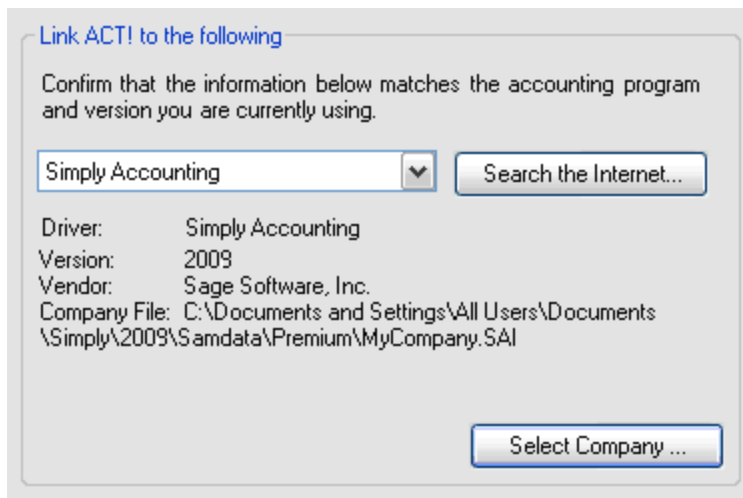 Link ACT! to the following
Confirm that the information below matches the accounting program
and version you are currently using.
Simply Accounting
Search the Internet...
Driver: Simply Accounting
Version: 2009
Vendor: Sage Software, Inc.
Company File: C:\Documents and Settings\All Users\Documents
\Simply\2009\Samdata\Premium\MyCompany.SAI
Select Company ...